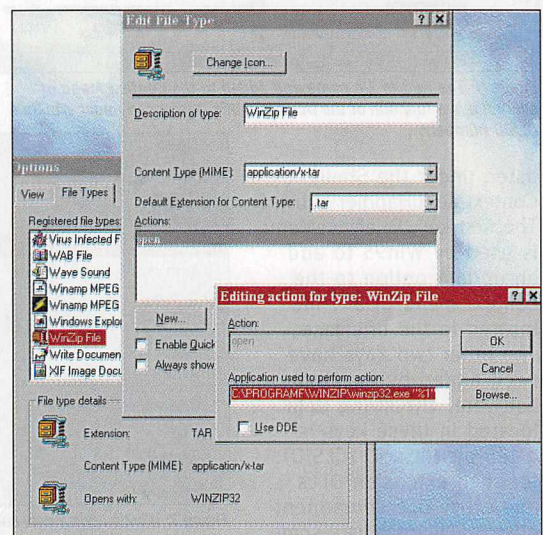 Edit File Type
Change Icon...
Description of type: WinZip File
Content Type (MIME): application/x-tar
Default Extension for Content Type: .tar
Actions:
open
New...
Enable Quick
Always show
Options
View
File Types
Registered file types:
Virus Infected F
WAB File
Wave Sound
Winamp MPEG
Winamp MPEG
Windows Explo
WinZip File
Write Documen
XIF Image Docu
File type details
Extension: TAR
Content Type (MIME): application/x-tar
Opens with: WINZIP32
Editing action for type: WinZip File
Action:
open
Application used to perform action:
C:\PROGRAMF\WINZIP\winzip32.exe "%1"
Use DDE
OK
Cancel
Browse...